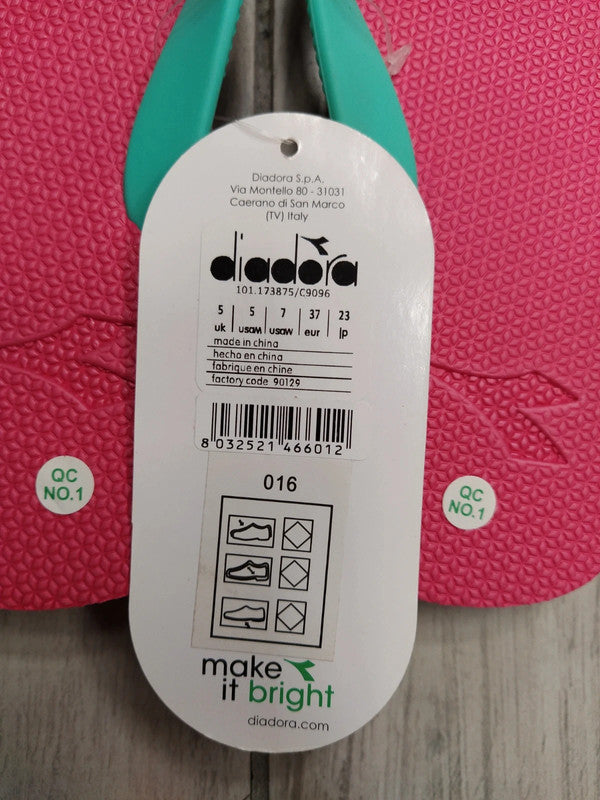 Diadora S.p.A.
Via Montello 80 - 31031
Caerano di San Marco
(TV) Italy
diadora
101.173875/C9096
5 5 7 37 23
uk usam usaw eur jp
made in china
hecho en china
fabrique en chine
factory code 90129
8 032521 466012
016
QC
NO.1
QC
NO.1
make
it bright
diadora.com